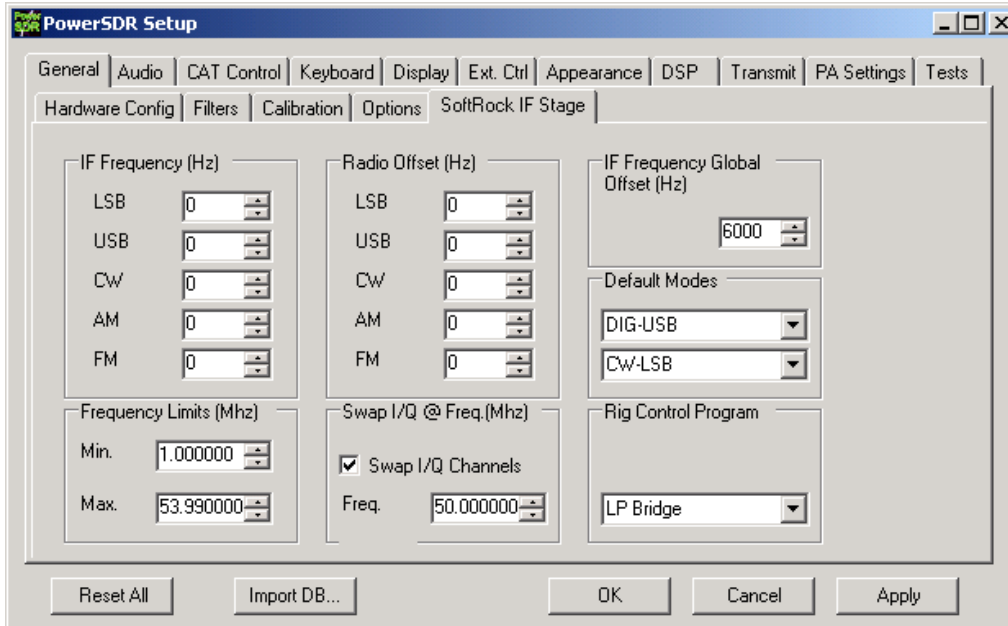 Power SDR PowerSDR Setup
General Audio CAT Control Keyboard Display Ext. Ctrl Appearance DSP Transmit PA Settings Tests
Hardware Config Filters Calibration Options SoftRock IF Stage
IF Frequency (Hz)
LSB 0
USB 0
CW 0
AM 0
FM 0
Radio Offset (Hz)
LSB 0
USB 0
CW 0
AM 0
FM 0
IF Frequency Global
Offset (Hz)
6000
Default Modes
DIG-USB
CW-LSB
Frequency Limits (Mhz)
Min. 1.000000
Max. 53.990000
Swap I/Q @ Freq.(Mhz)
Swap I/Q Channels
Freq. 50.000000
Rig Control Program
LP Bridge
Reset All Import DB... OK Cancel Apply